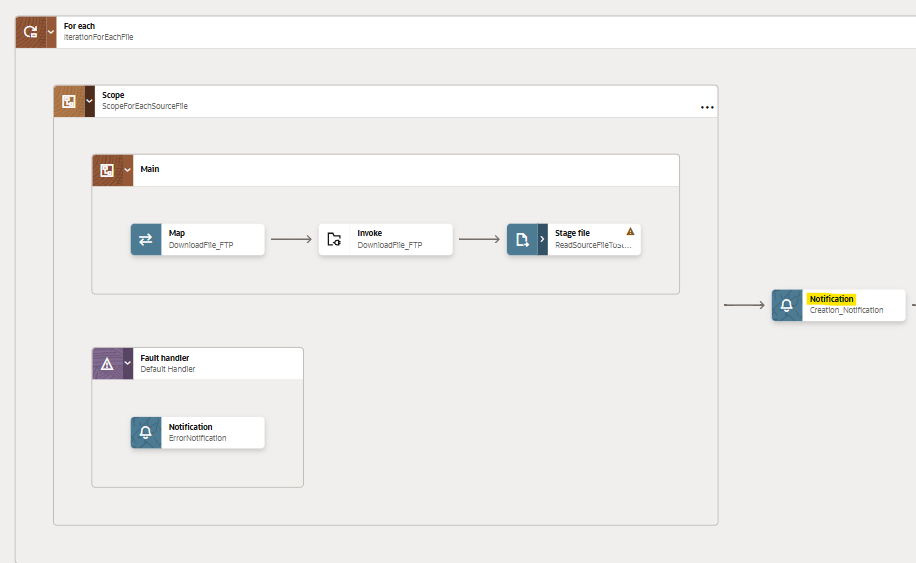 For each
IterationForEachFile
Scope
ScopeForEachSourceFile
Main
Map
DownloadFile_FTP
Invoke
DownloadFile_FTP
Stage file
ReadSourceFileToSt...
Notification
Creation_Notification
Fault handler
Default Handler
Notification
ErrorNotification